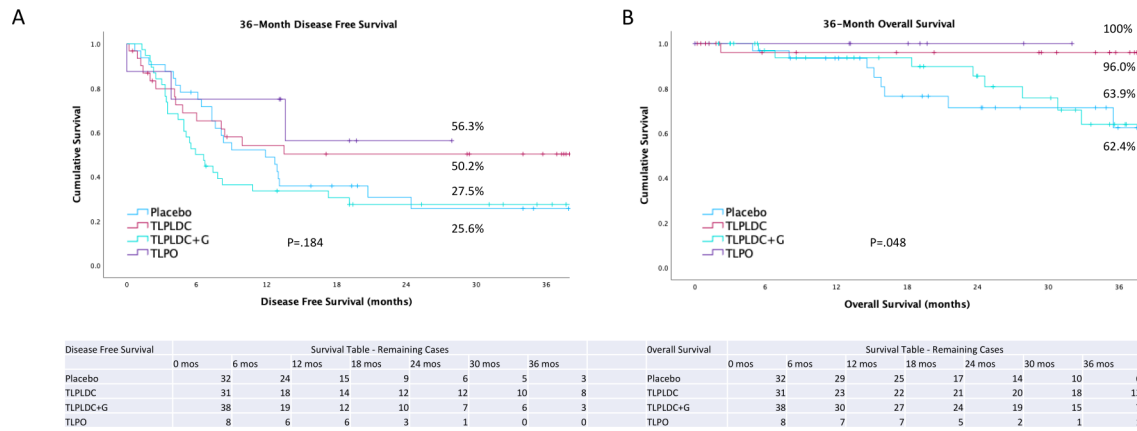 A
36-Month Disease Free Survival
Cumulative Survival
1.0
0.8
0.6
0.4
0.2
0.0
56.3%
50.2%
27.5%
25.6%
Placebo
TLPLDC
TLPLDC+G
TLPO
P=.184
0 6 12 18 24 30 36
Disease Free Survival (months)
B
36-Month Overall Survival
Cumulative Survival
1.0
0.8
0.6
0.4
0.2
0.0
100%
96.0%
63.9%
62.4%
Placebo
TLPLDC
TLPLDC+G
TLPO
P=.048
0 6 12 18 24 30 36
Overall Survival (months)
Disease Free Survival Survival Table - Remaining Cases
0 mos 6 mos 12 mos 18 mos 24 mos 30 mos 36 mos
Placebo 32 24 15 9 6 5 3
TLPLDC 31 18 14 12 12 10 8
TLPLDC+G 38 19 12 10 7 6 3
TLPO 8 6 6 3 1 0 0
Overall Survival Survival Table - Remaining Cases
0 mos 6 mos 12 mos 18 mos 24 mos 30 mos 36 mos
Placebo 32 29 25 17 14 10
TLPLDC 31 23 22 21 20 18
TLPLDC+G 38 30 27 24 19 15
TLPO 8 7 7 5 2 1